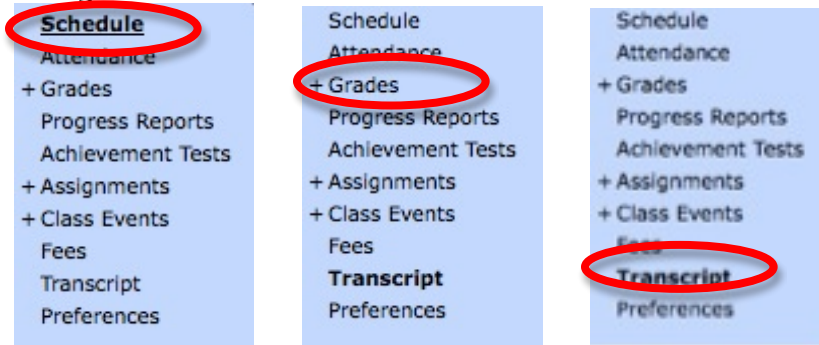 Schedule
Attendance
+ Grades
Progress Reports
Achievement Tests
+ Assignments
+ Class Events
Fees
Transcript
Preferences
Schedule
Attendance
+ Grades
Progress Reports
Achievement Tests
+ Assignments
+ Class Events
Fees
Transcript
Preferences
Schedule
Attendance
+ Grades
Progress Reports
Achievement Tests
+ Assignments
+ Class Events
Fees
Transcript
Preferences